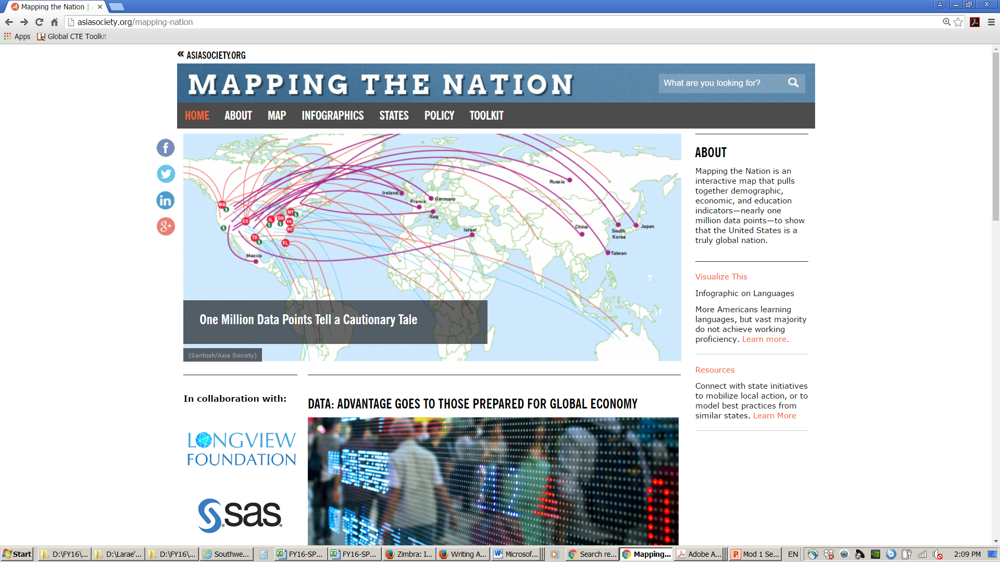 Mapping the Nation |
asiasociety.org/mapping-nation
Apps
Global CTE Toolkit
« ASIASOCIETY.ORG
MAPPING THE NATION
What are you looking for?
HOME ABOUT MAP INFOGRAPHICS STATES POLICY TOOLKIT
Russia
Ireland
France
Germany
Italy
Israel
China
South
Korea
Japan
Taiwan
Mexico
WA
CO
IL
OH
NY
VA
NC
TX
FL
7
11
One Million Data Points Tell a Cautionary Tale
(Santosh/Asia Society)
ABOUT
Mapping the Nation is an
interactive map that pulls
together demographic,
economic, and education
indicators—nearly one
million data points—to show
that the United States is a
truly global nation.
Visualize This
Infographic on Languages
More Americans learning
languages, but vast majority
do not achieve working
proficiency. Learn more.
Resources
Connect with state initiatives
to mobilize local action, or to
model best practices from
similar states. Learn More
In collaboration with:
LONGVIEW
FOUNDATION
sas
DATA: ADVANTAGE GOES TO THOSE PREPARED FOR GLOBAL ECONOMY
Start
D:\FY16\...
D:\Larae'...
D:\FY16\...
Southwe...
FY16-SP...
FY16-SP...
Zimbra: I...
Writing A...
Microsof...
Search re...
Mapping...
Adobe A...
Mod 1 Se...
EN
2:09 PM